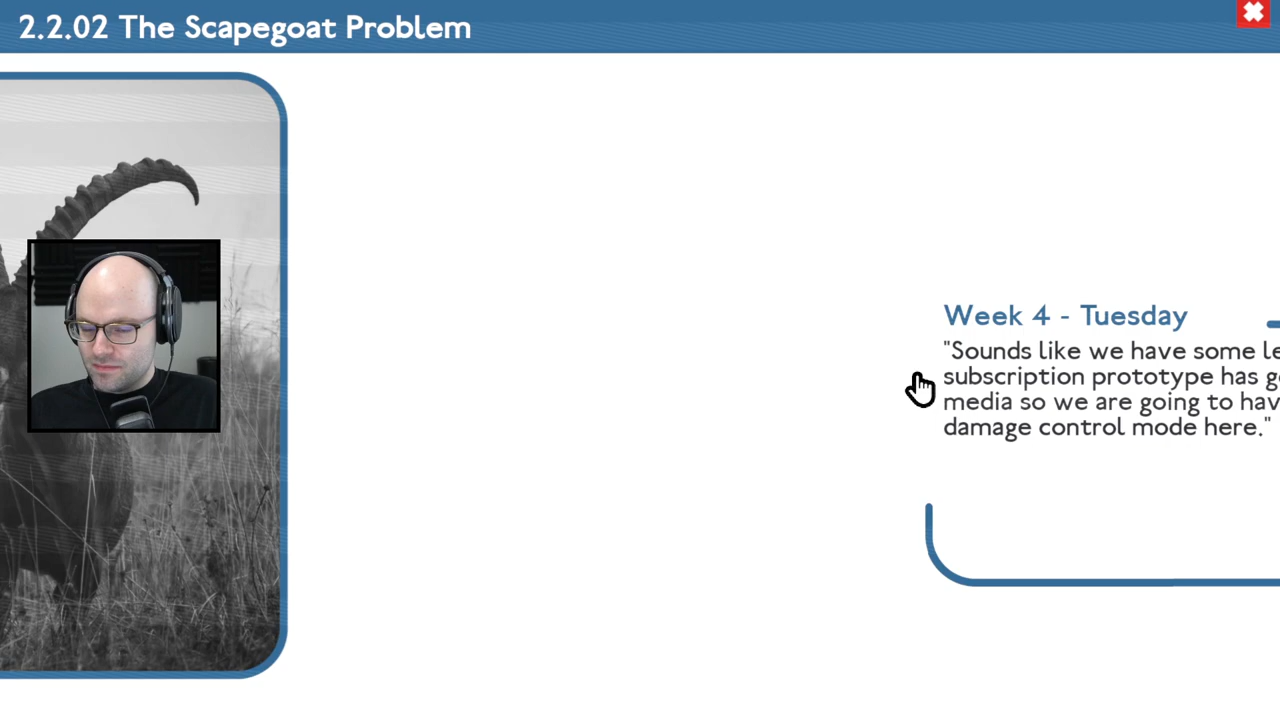 2.2.02 The Scapegoat Problem
Week 4 - Tuesday
"Sounds like we have some
subscription prototype has
media so we are going to
damage control mode here."